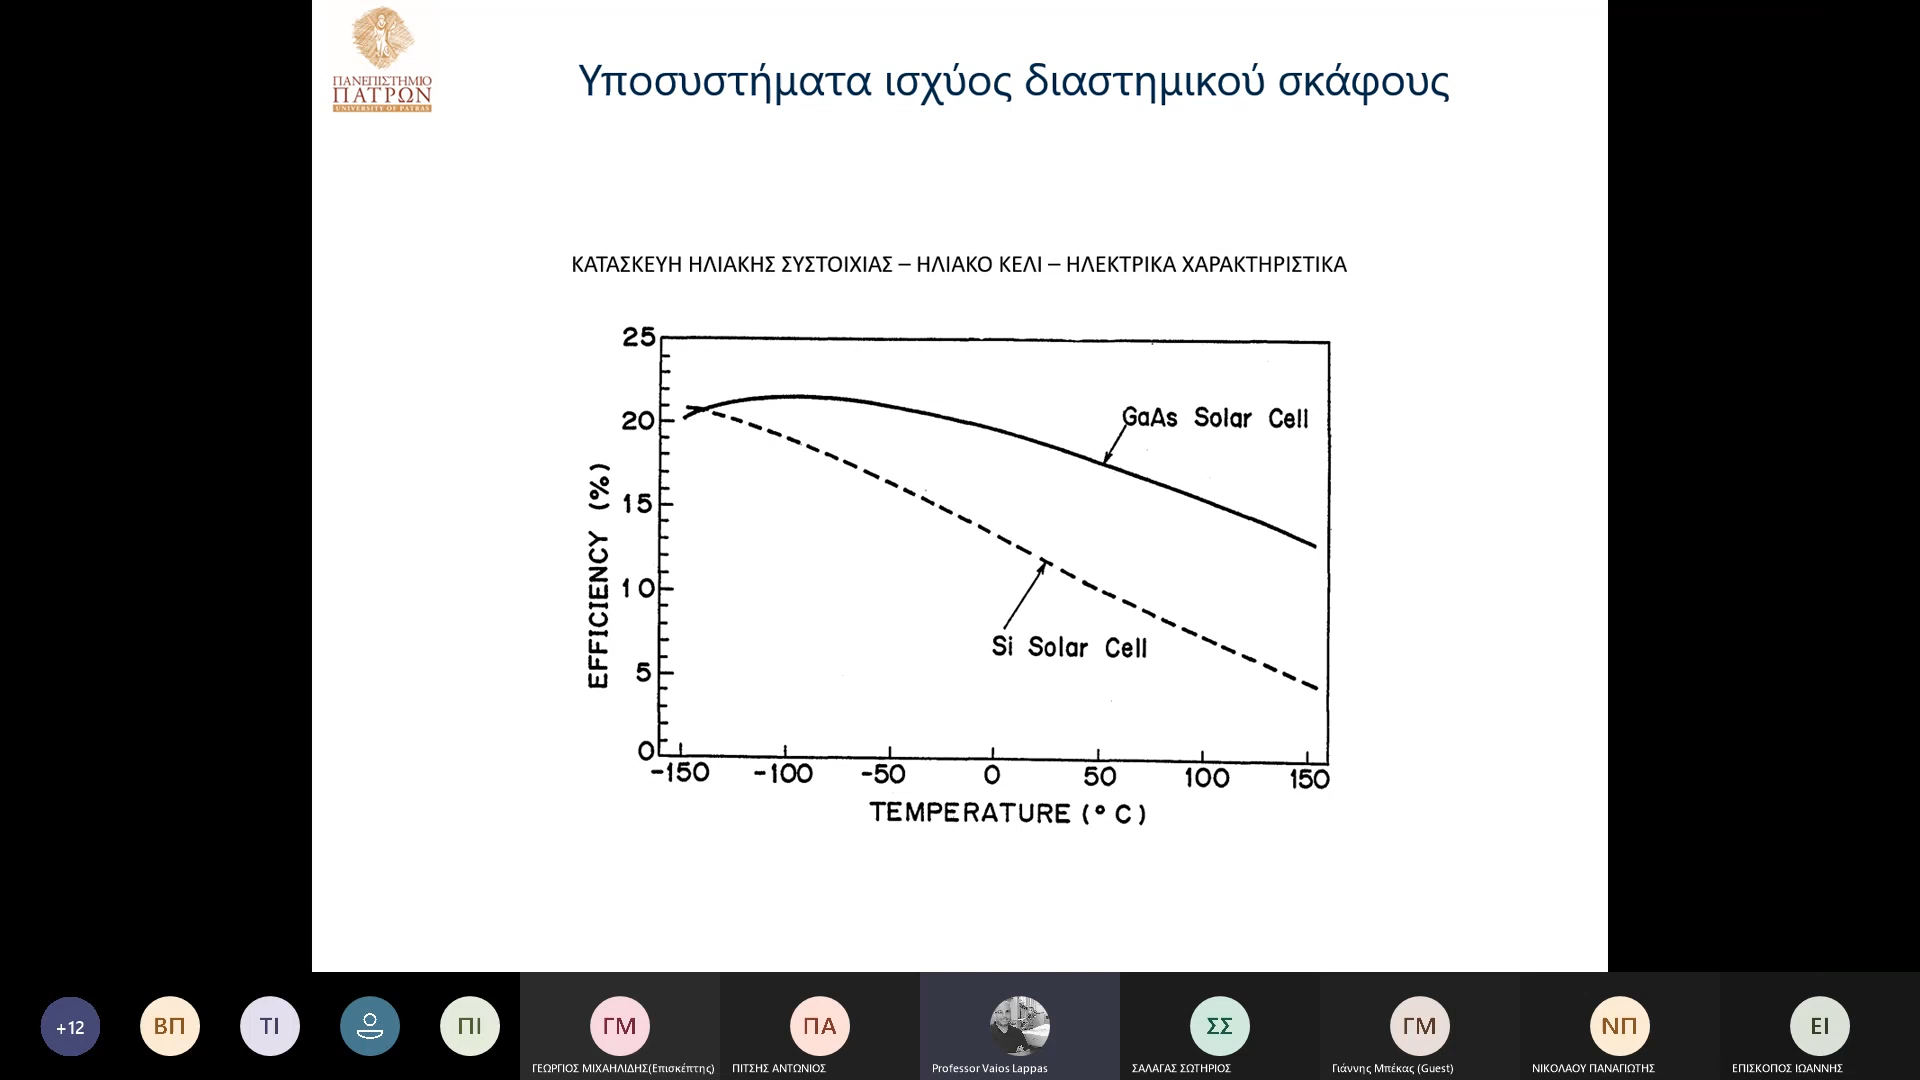 ΠΑΝΕΠΙΣΤΗΜΙΟ
ΠΑΤΡΩΝ
UNIVERSITY OF PATRAS
Υποσυστήματα ισχύος διαστημικού σκάφους
ΚΑΤΑΣΚΕΥΗ ΗΛΙΑΚΗΣ ΣΥΣΤΟΙΧΙΑΣ – ΗΛΙΑΚΟ ΚΕΛΙ – ΗΛΕΚΤΡΙΚΑ ΧΑΡΑΚΤΗΡΙΣΤΙΚΑ
25
20
15
10
5
0
EFFICIENCY (%)
GaAs Solar Cell
Si Solar Cell
-150 -100 -50 0 50 100 150
TEMPERATURE (° C)
+12 ΒΠ ΤΙ ΠΙ ΓΜ ΠΑ ΣΣ ΓΜ ΝΠ ΕΙ
ΓΕΩΡΓΙΟΣ ΜΙΧΑΗΛΙΔΗΣ(Επισκέπτης) ΠΙΤΣΗΣ ΑΝΤΩΝΙΟΣ Professor Vaios Lappas ΣΑΛΑΓΑΣ ΣΩΤΗΡΙΟΣ Γιάννης Μπέκας (Guest) ΝΙΚΟΛΑΟΥ ΠΑΝΑΓΙΩΤΗΣ ΕΠΙΣΚΟΠΟΣ ΙΩΑΝΝΗΣ